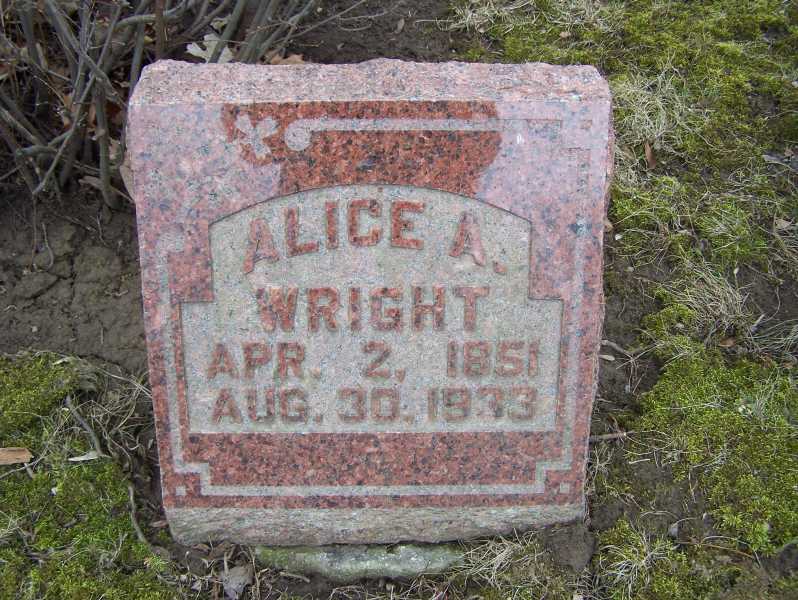 ALICE A.
WRIGHT
APR. 2, 1851
AUG. 30. 1933